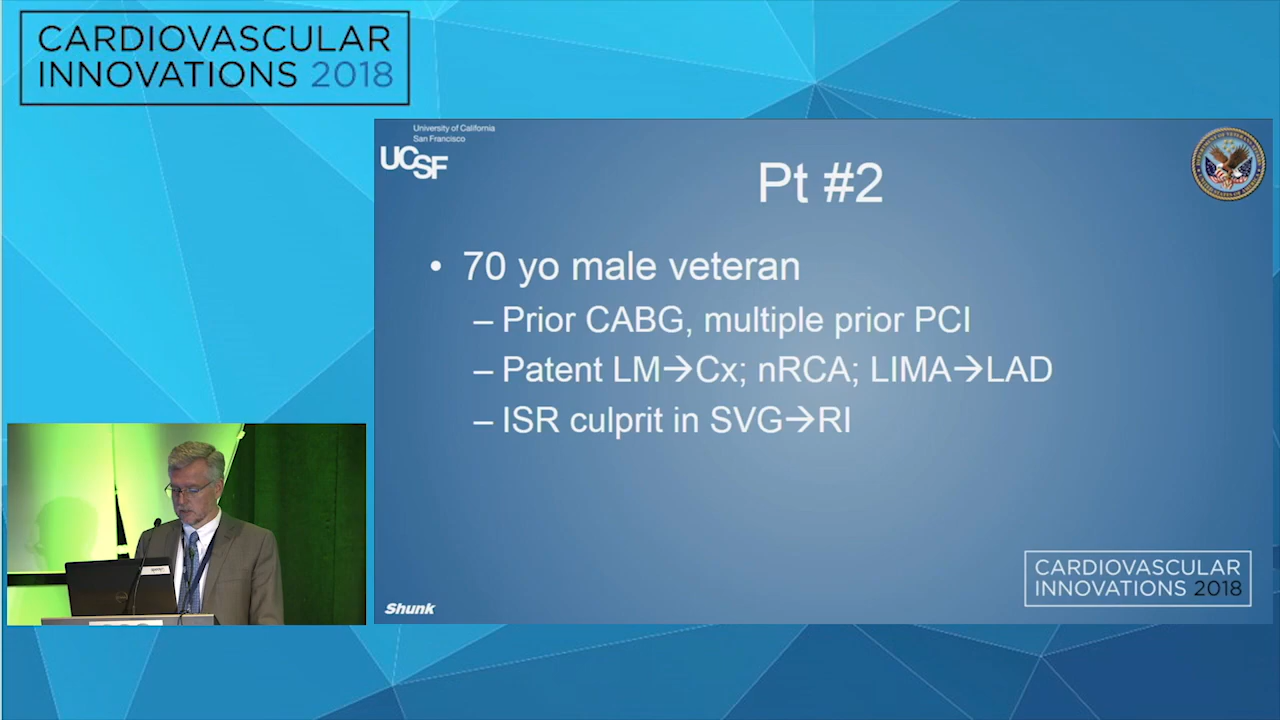 CARDIOVASCULAR
INNOVATIONS 2018
University of California
San Francisco
UCSF
Pt #2
• 70 yo male veteran
– Prior CABG, multiple prior PCI
– Patent LM→Cx; nRCA; LIMA→LAD
– ISR culprit in SVG→RI
CARDIOVASCULAR
INNOVATIONS 2018
Shunk